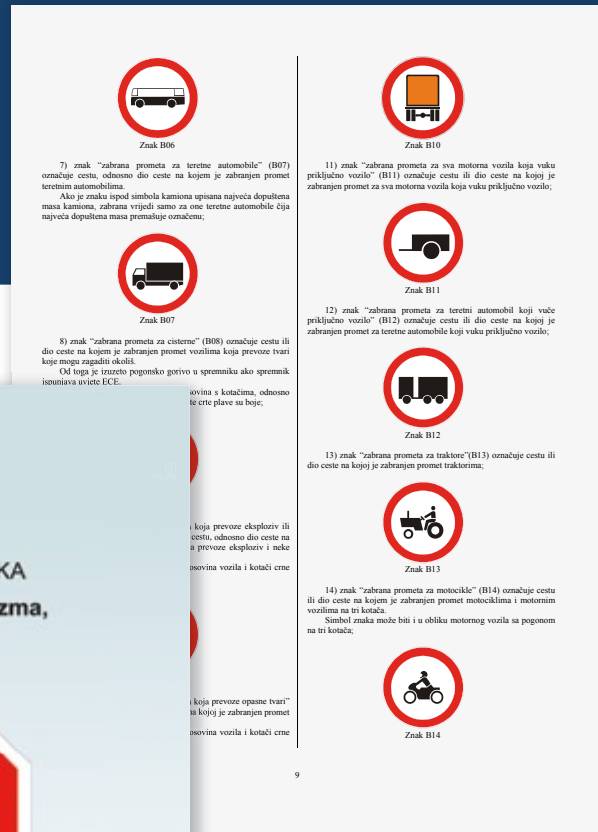 Znak B06
7) znak “zabrana prometa za teretne automobile” (B07)
označuje cestu, odnosno dio ceste na kojem je zabranjen promet
teretnim automobilima.
Ako je znaku ispod simbola kamiona upisana najveća dopuštena
masa kamiona, zabrana vrijedi samo za one teretne automobile čija
najveća dopuštena masa premašuje označenu;
Znak B07
8) znak “zabrana prometa za cisterne” (B08) označuje cestu ili
dio ceste na kojem je zabranjen promet vozilima koja prevoze tvari
koje mogu zagaditi okoliš.
Od toga je izuzeto pogonsko gorivo u spremniku ako spremnik
ispunjava uvjete ECE.
osovina s kotačima, odnosno
crte plave su boje;
koja prevoze eksploziv ili
cestu, odnosno dio ceste na
prevoze eksploziv i neke
osovina vozila i kotači crne
koja prevoze opasne tvari”
na kojoj je zabranjen promet
osovina vozila i kotači crne
KA
zma,
Znak B10
11) znak “zabrana prometa za sva motorna vozila koja vuku
priključno vozilo” (B11) označuje cestu ili dio ceste na kojoj je
zabranjen promet za sva motorna vozila koja vuku priključno vozilo;
Znak B11
12) znak “zabrana prometa za teretni automobil koji vuče
priključno vozilo” (B12) označuje cestu ili dio ceste na kojoj je
zabranjen promet za teretne automobile koji vuku priključno vozilo;
Znak B12
13) znak “zabrana prometa za traktore”(B13) označuje cestu ili
dio ceste na kojoj je zabranjen promet traktorima;
Znak B13
14) znak “zabrana prometa za motocikle” (B14) označuje cestu
ili dio ceste na kojem je zabranjen promet motociklima i motornim
vozilima na tri kotača.
Simbol znaka može biti i u obliku motornog vozila sa pogonom
na tri kotača;
Znak B14
9